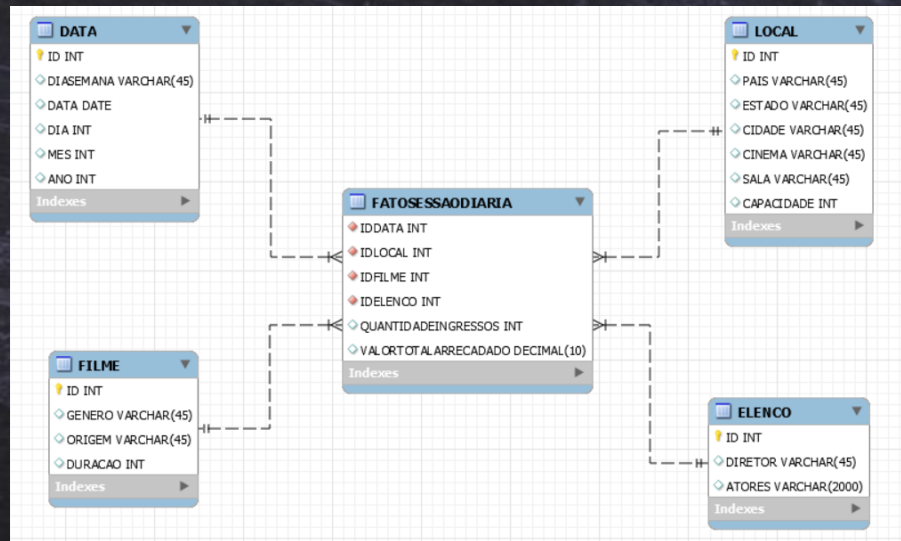 DATA
ID INT
DIASEMANA VARCHAR(45)
DATA DATE
DIA INT
MES INT
ANO INT
Indexes
LOCAL
ID INT
PAIS VARCHAR(45)
ESTADO VARCHAR(45)
CIDADE VARCHAR(45)
CINEMA VARCHAR(45)
SALA VARCHAR(45)
CAPACIDADE INT
Indexes
FATOSESSAODIARIA
IDDATA INT
IDLOCAL INT
IDFILME INT
IDELENCO INT
QUANTIDADEINGRESSOS INT
VALORTOTALARRECADADO DECIMAL(10)
Indexes
FILME
ID INT
GENERO VARCHAR(45)
ORIGEM VARCHAR(45)
DURACAO INT
Indexes
ELENCO
ID INT
DIRETOR VARCHAR(45)
ATORES VARCHAR(2000)
Indexes